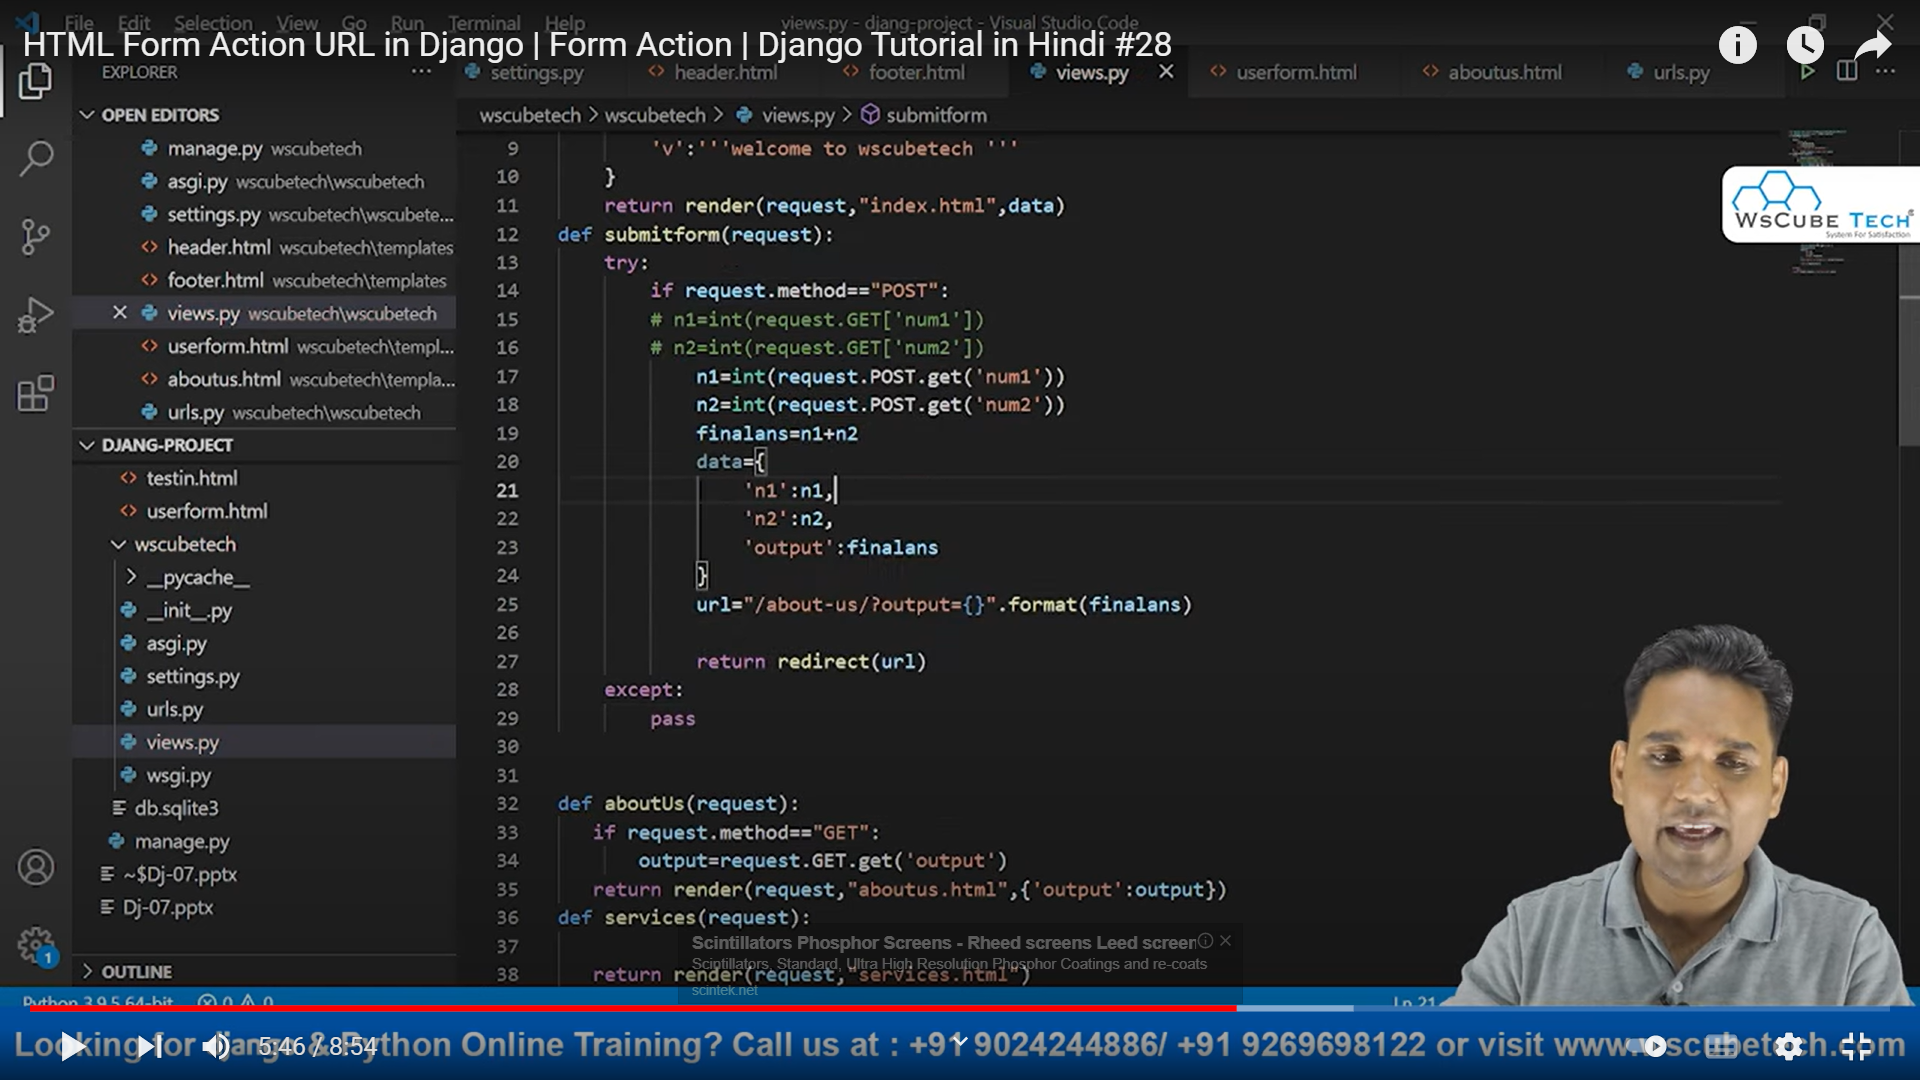 File Edit Selection View Go Run Terminal Help
views.py - djang-project - Visual Studio Code
HTML Form Action URL in Django | Form Action | Django Tutorial in Hindi #28
EXPLORER ...
settings.py header.html footer.html views.py userform.html aboutus.html urls.py
OPEN EDITORS
manage.py wscubetech
asgi.py wscubetech\wscubetech
settings.py wscubetech\wscubete...
header.html wscubetech\templates
footer.html wscubetech\templates
views.py wscubetech\wscubetech
userform.html wscubetech\templ...
aboutus.html wscubetech\templa...
urls.py wscubetech\wscubetech
DJANG-PROJECT
testin.html
userform.html
wscubetech
__pycache__
__init__.py
asgi.py
settings.py
urls.py
views.py
wsgi.py
db.sqlite3
manage.py
~$Dj-07.pptx
Dj-07.pptx
OUTLINE
1
wscubetech > wscubetech > views.py > submitform
9 'v':'''welcome to wscubetech '''
10 }
11 return render(request,"index.html",data)
12 def submitform(request):
13 try:
14 if request.method=="POST":
15 # n1=int(request.GET['num1'])
16 # n2=int(request.GET['num2'])
17 n1=int(request.POST.get('num1'))
18 n2=int(request.POST.get('num2'))
19 finalans=n1+n2
20 data={
21 'n1':n1,
22 'n2':n2,
23 'output':finalans
24 }
25 url="/about-us/?output={}".format(finalans)
26
27 return redirect(url)
28 except:
29 pass
30
31
32 def aboutUs(request):
33 if request.method=="GET":
34 output=request.GET.get('output')
35 return render(request,"aboutus.html",{'output':output})
36 def services(request):
37
38 return render(request,"services.html")
WSCUBE TECH
System For Satisfaction
Scintillators Phosphor Screens - Rheed screens Leed screen
Scintillators, Standard, Ultra High Resolution Phosphor Coatings and re-coats
scintek.net
Python 3.9.5 64-bit 0 0
Ln 21
Looking for django & Python Online Training? Call us at : +91 9024244886/ +91 9269698122 or visit www.wscubetech.com
5:46 / 8:54